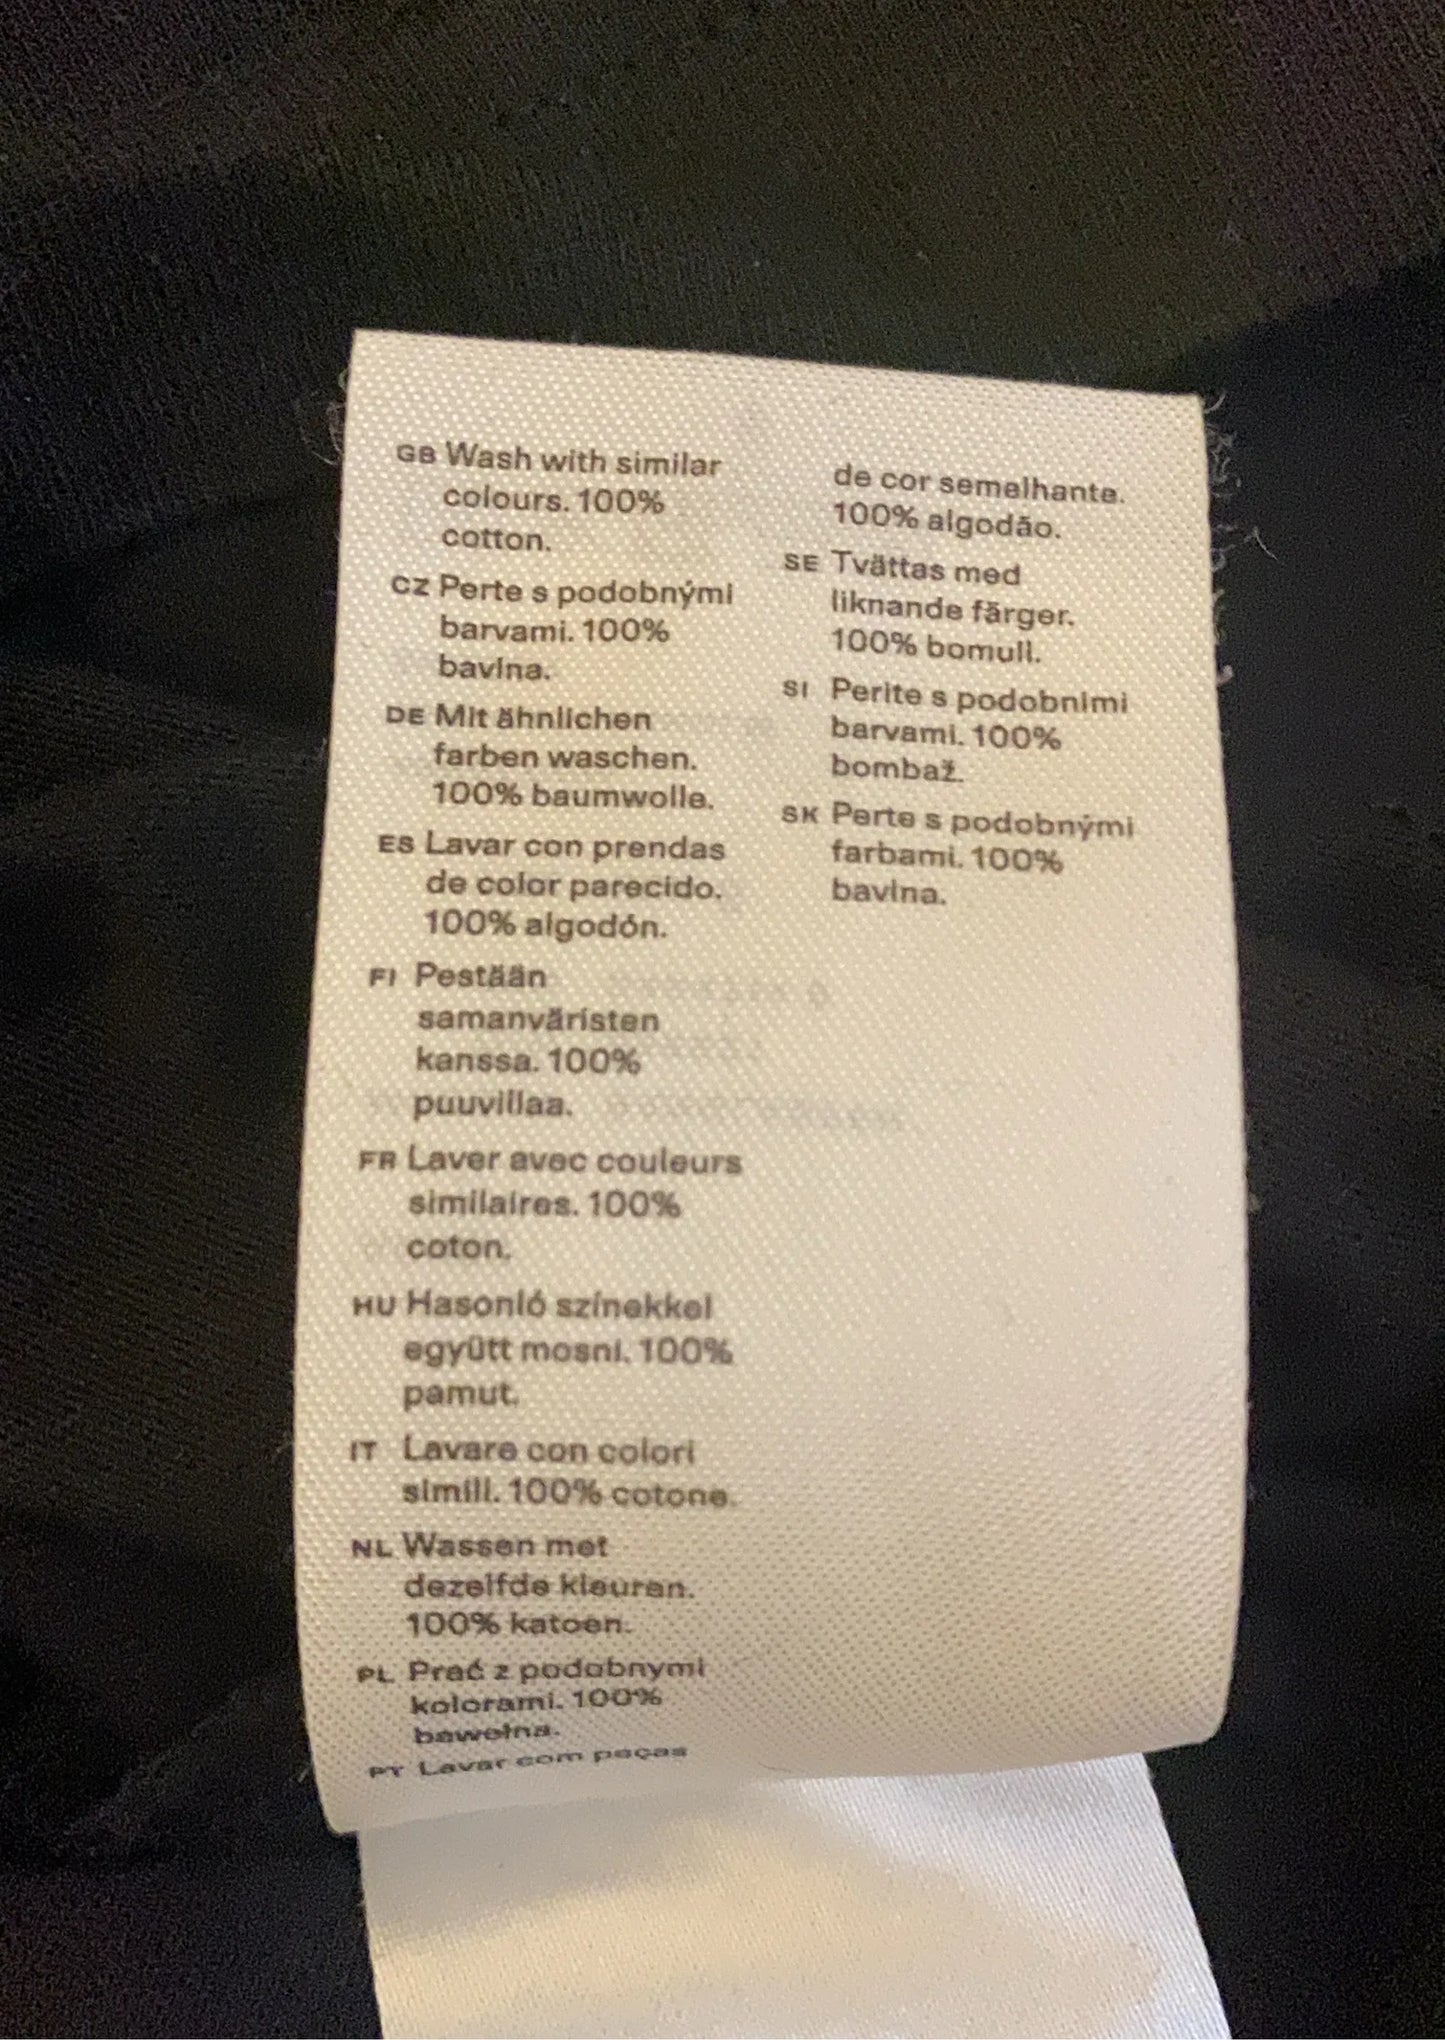 GB Wash with similar
colours. 100%
cotton.
CZ Perte s podobnými
barvami. 100%
bavlna.
DE Mit ähnlichen
farben waschen.
100% baumwolle.
ES Lavar con prendas
de color parecido.
100% algodón.
FI Pestään
samanväristen
kanssa. 100%
puuvillaa.
FR Laver avec couleurs
similaires. 100%
coton.
HU Hasonló színekkel
együtt mosni. 100%
pamut.
IT Lavare con colori
simili. 100% cotone.
NL Wassen met
dezelfde kleuren.
100% katoen.
PL Prać z podobnymi
kolorami. 100%
bawełna.
PT Lavar com peças
de cor semelhante.
100% algodão.
SE Tvättas med
liknande färger.
100% bomull.
SI Perite s podobnimi
barvami. 100%
bombaž.
SK Perte s podobnými
farbami. 100%
bavlna.